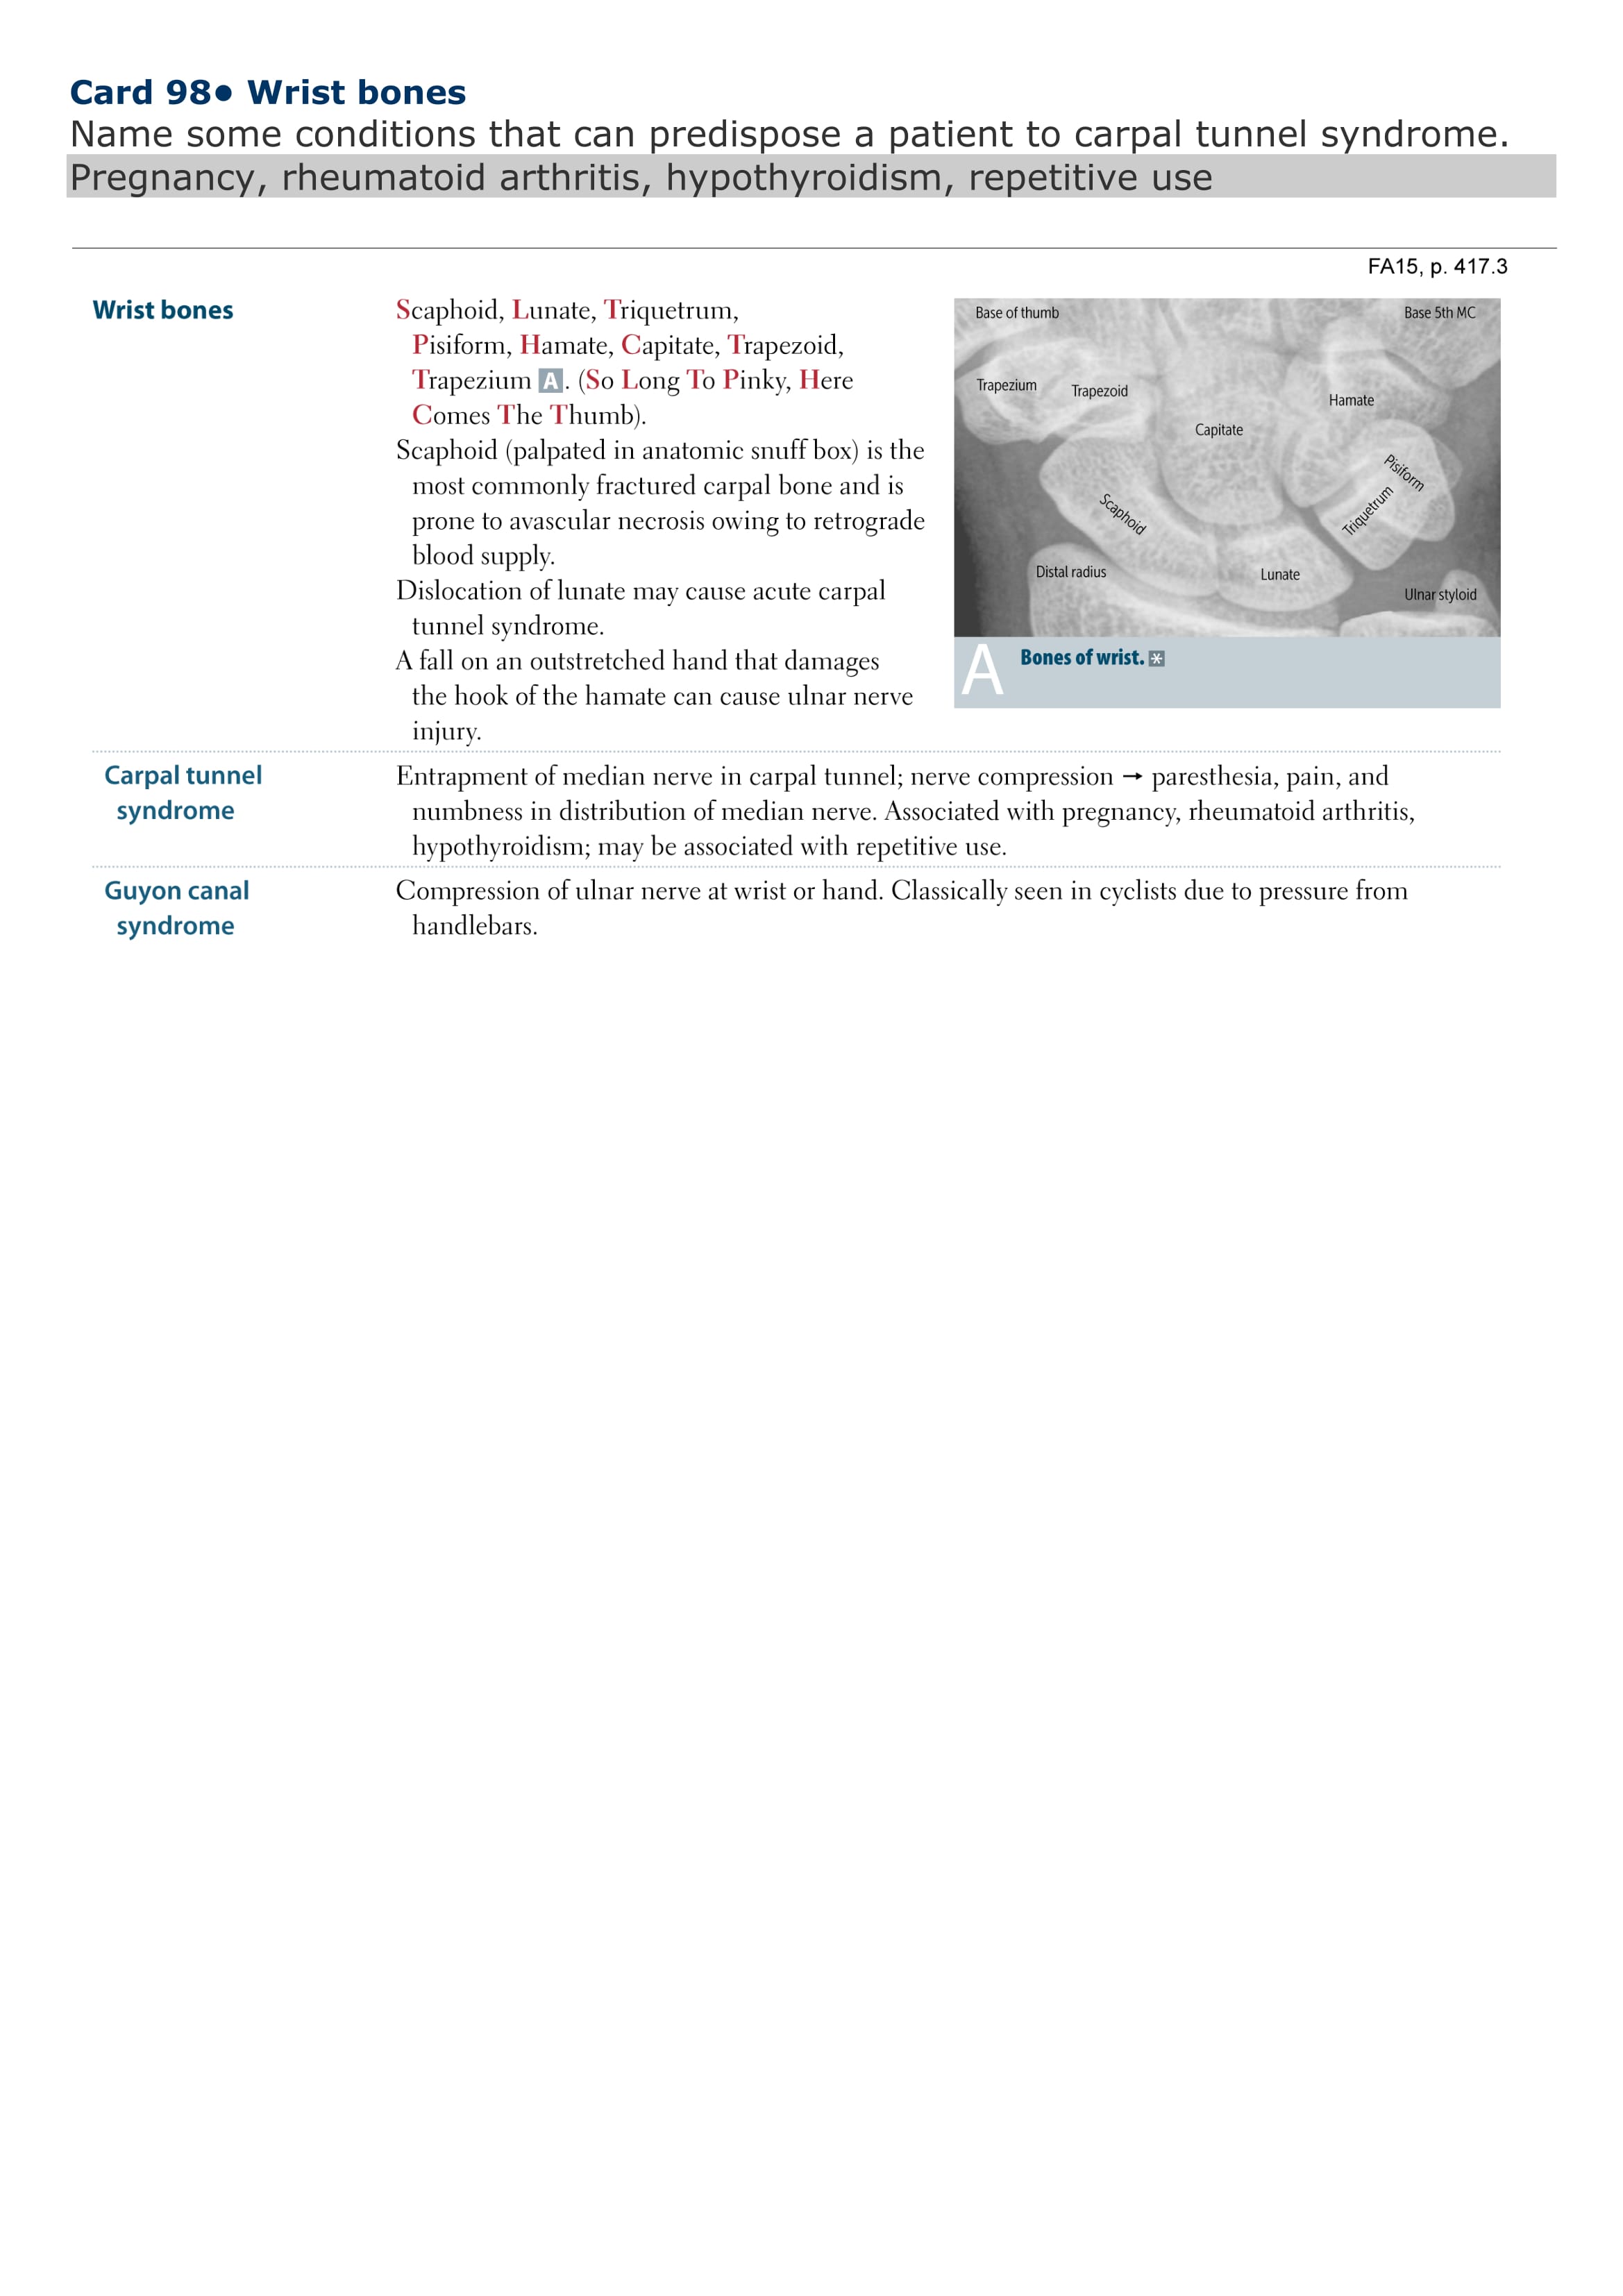 Card 98● Wrist bones
Name some conditions that can predispose a patient to carpal tunnel syndrome.
Pregnancy, rheumatoid arthritis, hypothyroidism, repetitive use
FA15, p. 417.3
Wrist bones
Scaphoid, Lunate, Triquetrum,
Pisiform, Hamate, Capitate, Trapezoid,
Trapezium A. (So Long To Pinky, Here
Comes The Thumb).
Scaphoid (palpated in anatomic snuff box) is the
most commonly fractured carpal bone and is
prone to avascular necrosis owing to retrograde
blood supply.
Dislocation of lunate may cause acute carpal
tunnel syndrome.
A fall on an outstretched hand that damages
the hook of the hamate can cause ulnar nerve
injury.
Base of thumb
Base 5th MC
Trapezium
Trapezoid
Hamate
Capitate
Pisiform
Scaphoid
Triquetrum
Distal radius
Lunate
Ulnar styloid
A Bones of wrist. *
Carpal tunnel
syndrome
Entrapment of median nerve in carpal tunnel; nerve compression → paresthesia, pain, and
numbness in distribution of median nerve. Associated with pregnancy, rheumatoid arthritis,
hypothyroidism; may be associated with repetitive use.
Guyon canal
syndrome
Compression of ulnar nerve at wrist or hand. Classically seen in cyclists due to pressure from
handlebars.